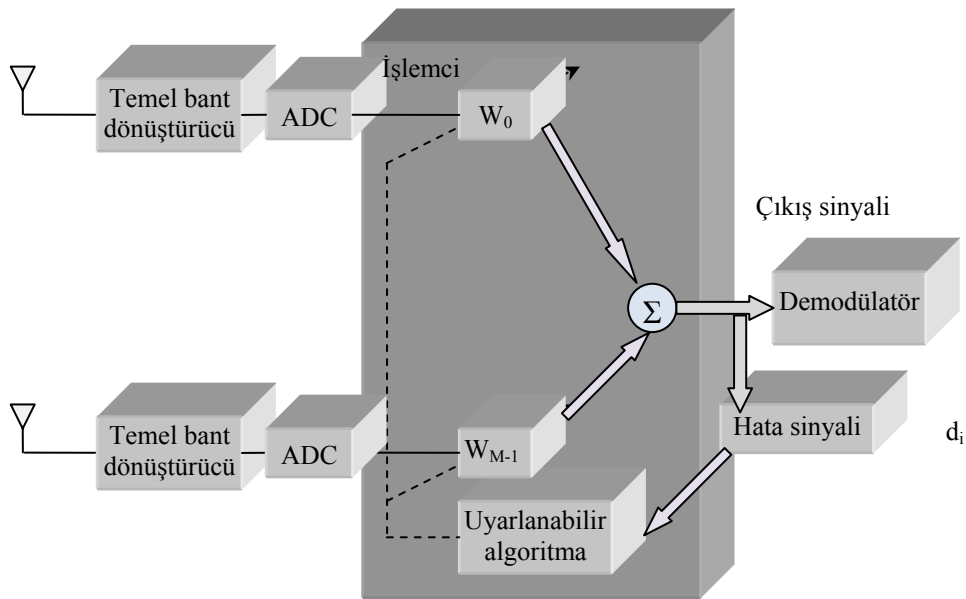 İşlemci
Temel bant
dönüştürücü
ADC
W₀
Çıkış sinyali
Σ
Demodülatör
Temel bant
dönüştürücü
ADC
W_{M-1}
Hata sinyali
dᵢ
Uyarlanabilir
algoritma